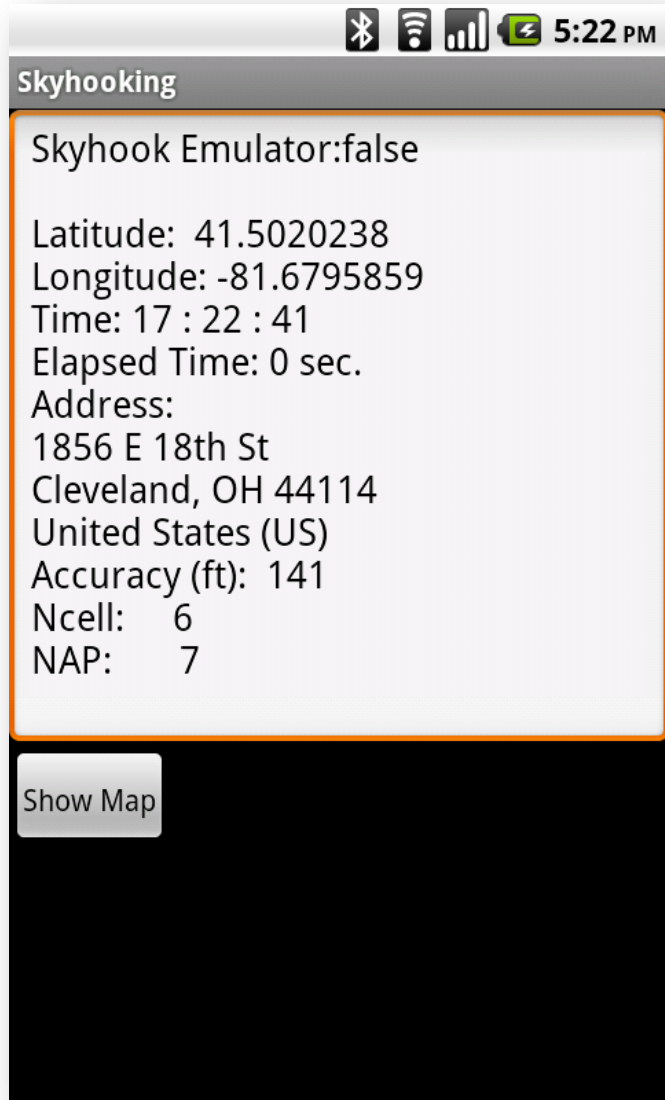 5:22 PM
Skyhooking
Skyhook Emulator:false
Latitude: 41.5020238
Longitude: -81.6795859
Time: 17 : 22 : 41
Elapsed Time: 0 sec.
Address:
1856 E 18th St
Cleveland, OH 44114
United States (US)
Accuracy (ft): 141
Ncell: 6
NAP: 7
Show Map